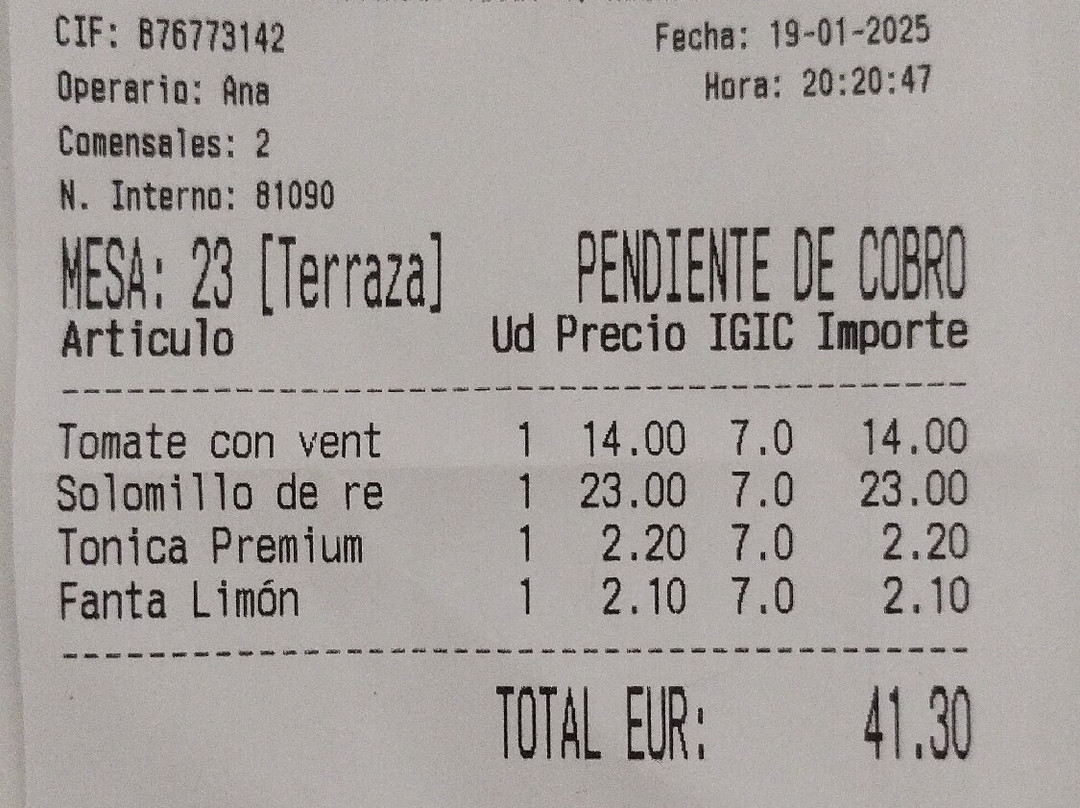 CIF: B76773142 Fecha: 19-01-2025
Operario: Ana Hora: 20:20:47
Comensales: 2
N. Interno: 81090
MESA: 23 [Terraza] PENDIENTE DE COBRO
Articulo Ud Precio IGIC Importe
Tomate con vent 1 14.00 7.0 14.00
Solomillo de re 1 23.00 7.0 23.00
Tonica Premium 1 2.20 7.0 2.20
Fanta Limón 1 2.10 7.0 2.10
TOTAL EUR: 41.30